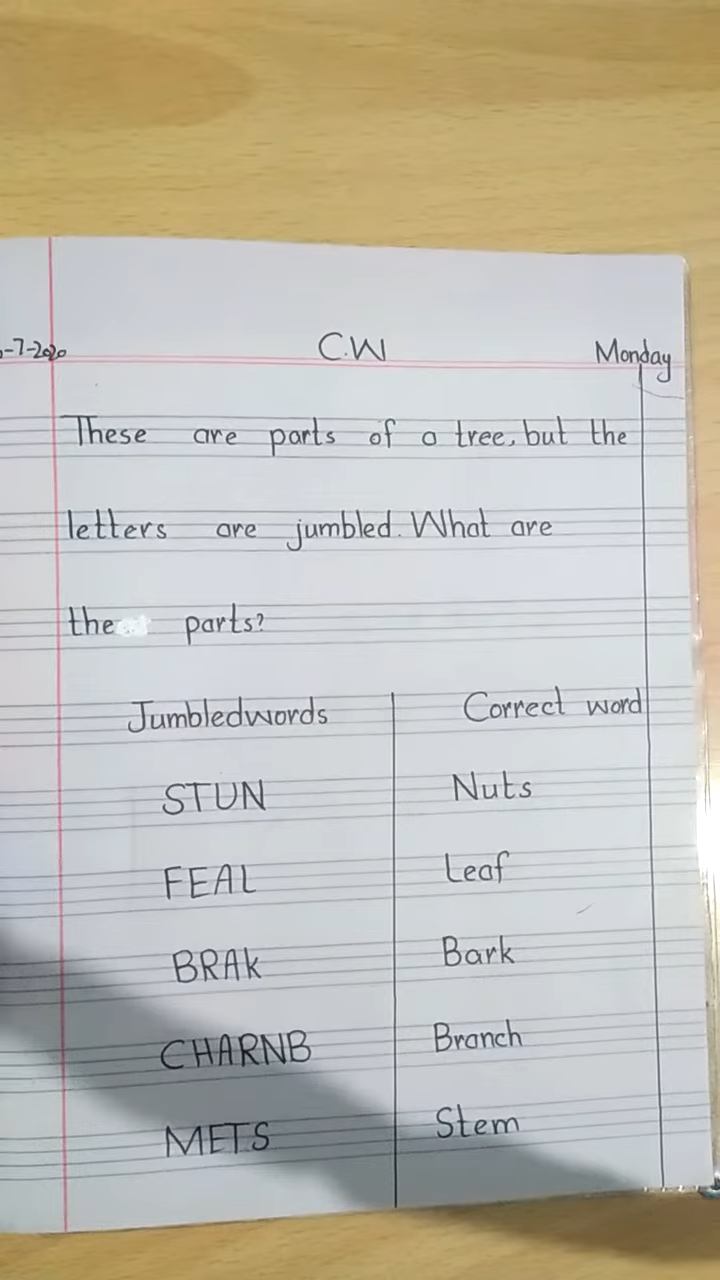 -7-2020 C.W Monday
These are parts of a tree, but the
letters are jumbled. What are
the parts?
Jumbledwords Correct word
STUN Nuts
FEAL Leaf
BRAK Bark
CHARNB Branch
METS Stem